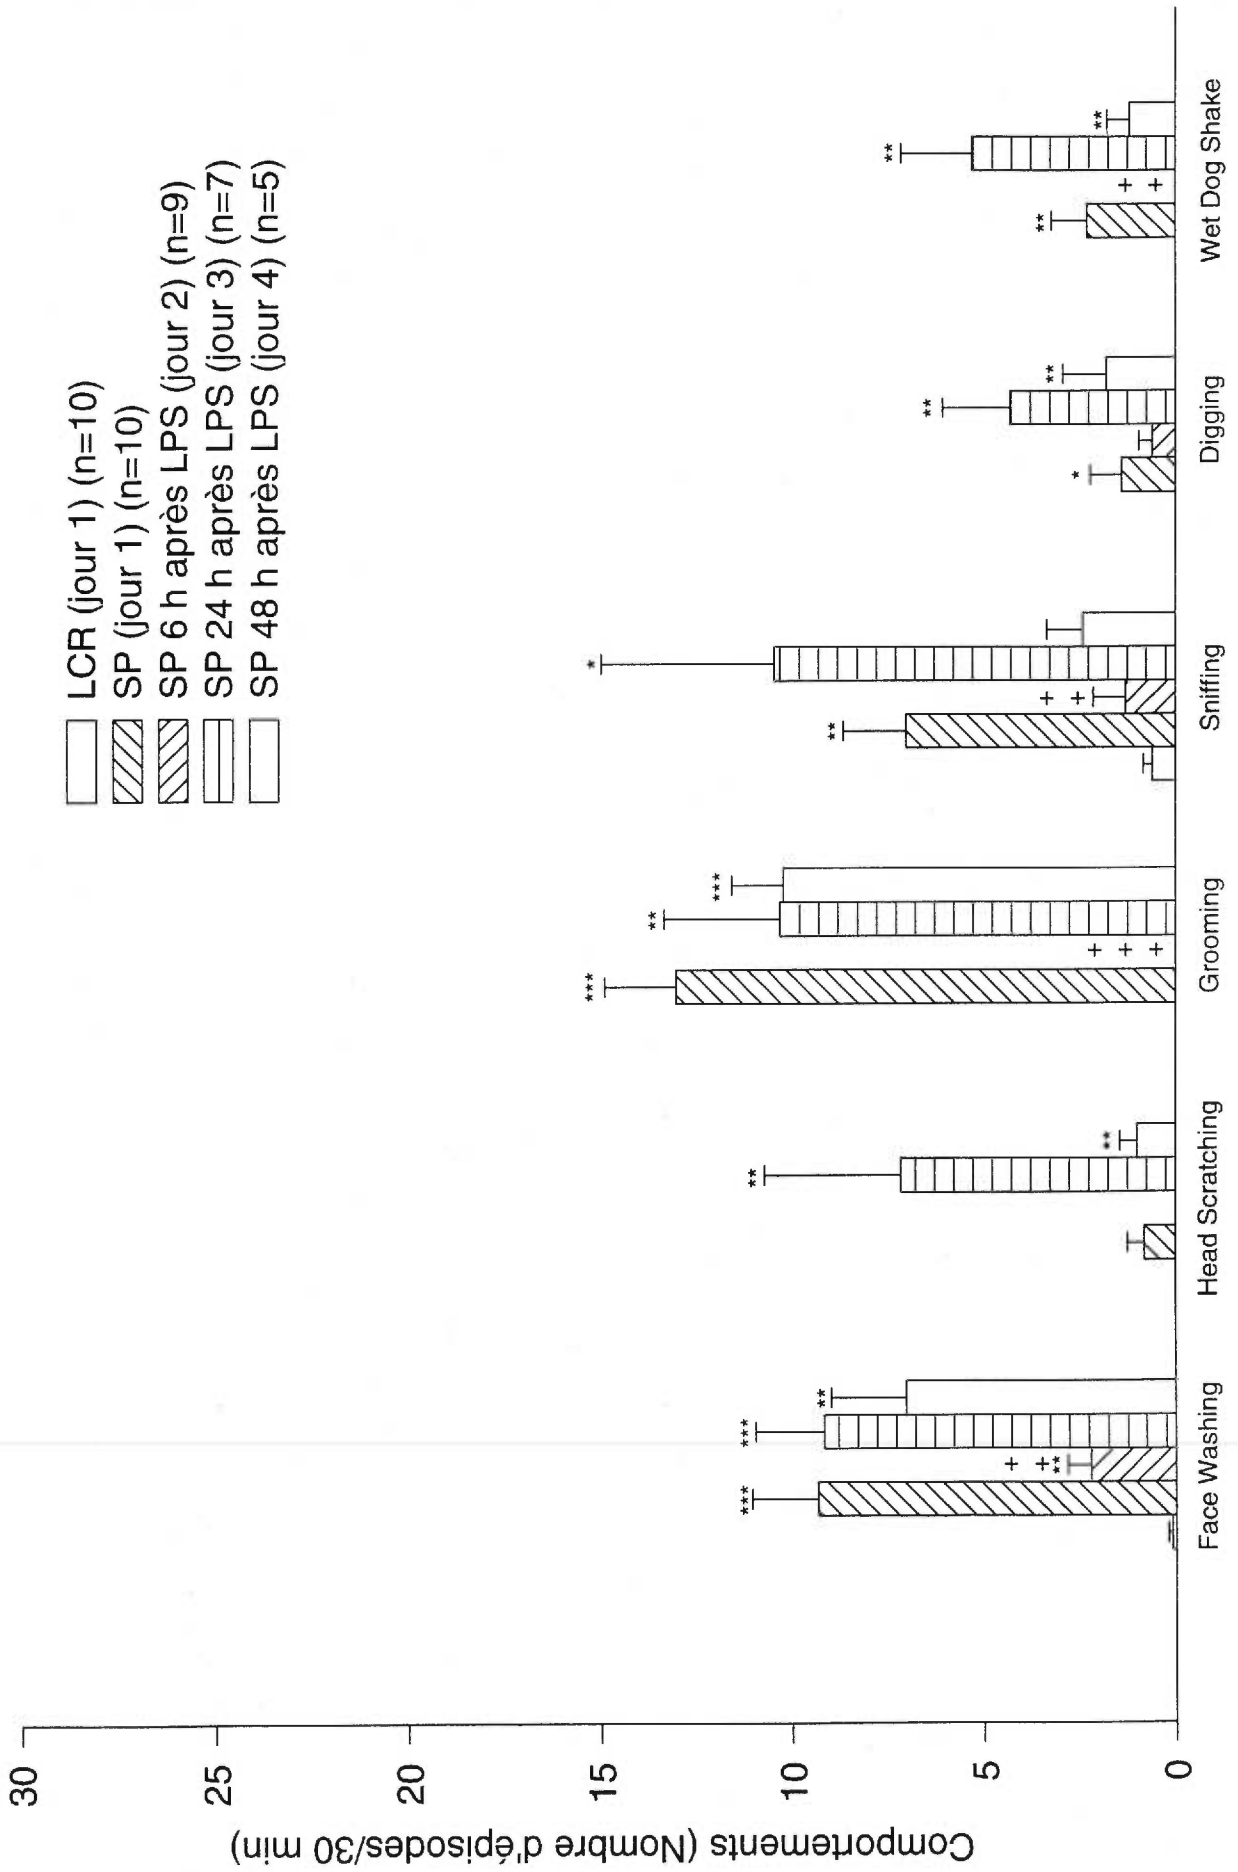 LCR (jour 1) (n=10)
SP (jour 1) (n=10)
SP 6 h après LPS (jour 2) (n=9)
SP 24 h après LPS (jour 3) (n=7)
SP 48 h après LPS (jour 4) (n=5)
Comportements (Nombre d'épisodes/30 min)
30
25
20
15
10
5
0
***
+ +
**
***
**
**
**
***
+ + +
**
***
**
+ +
*
*
**
**
**
+ +
**
**
Face Washing
Head Scratching
Grooming
Sniffing
Digging
Wet Dog Shake